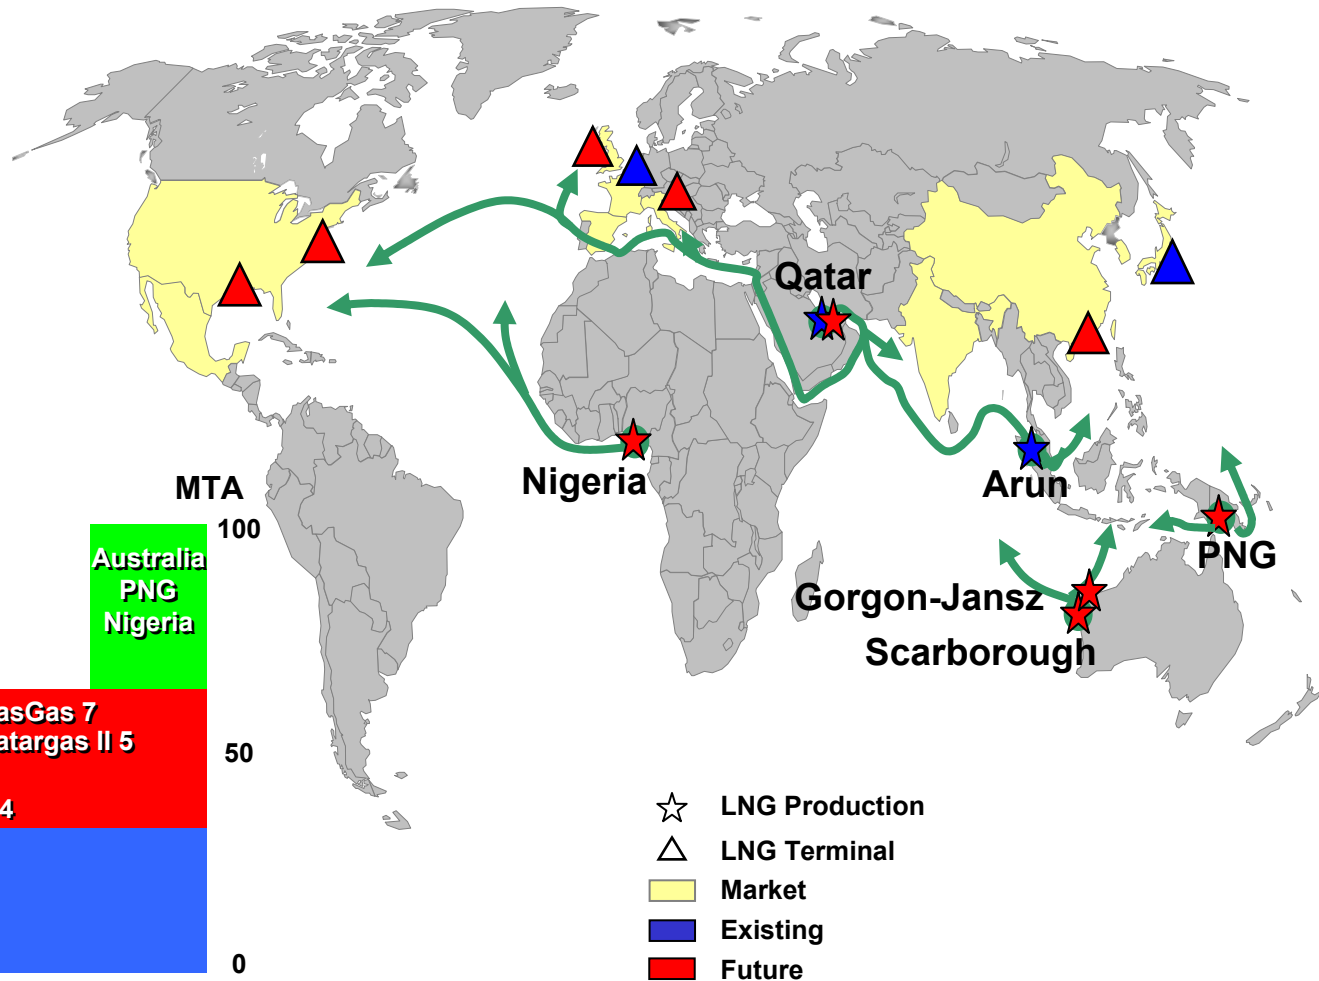 Qatar
Nigeria
Arun
PNG
Gorgon-Jansz
Scarborough
MTA
100
50
0
Australia
PNG
Nigeria
asGas 7
atargas II 5
4
LNG Production
LNG Terminal
Market
Existing
Future